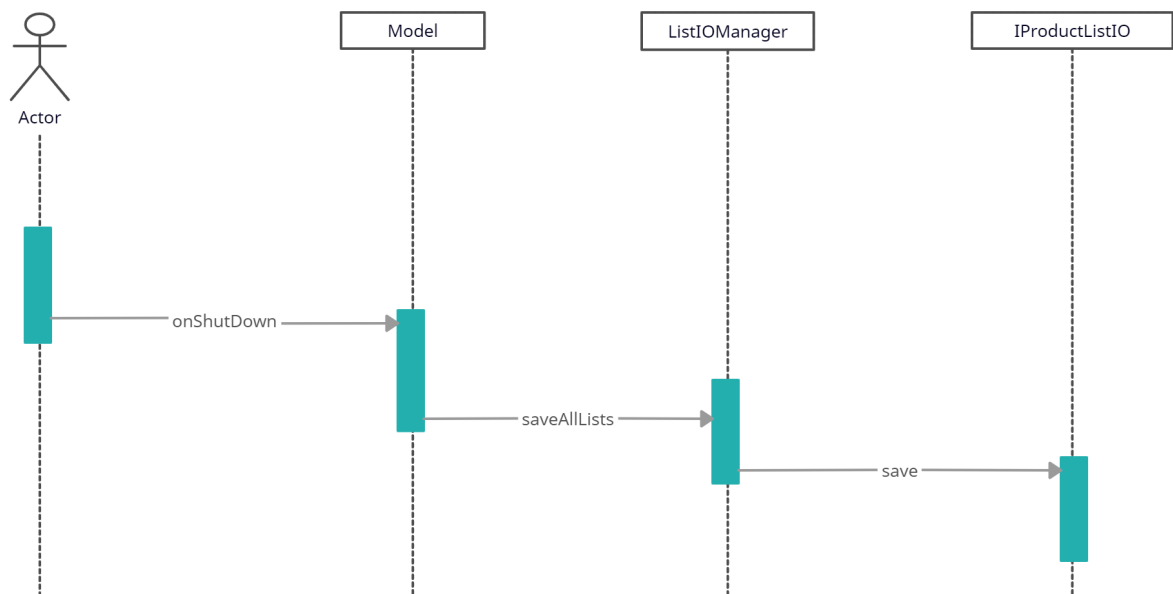 Model
ListIOManager
IProductListIO
Actor
onShutDown
saveAllLists
save